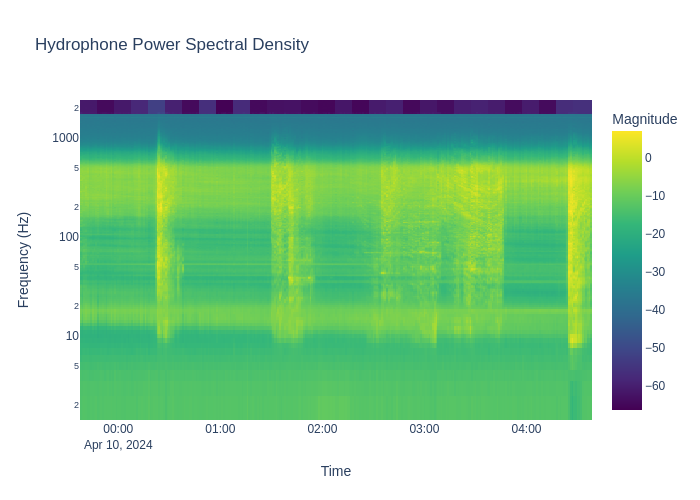 Hydrophone Power Spectral Density
Magnitude
2
1000
5
2
100
5
2
10
5
2
Frequency (Hz)
0
−10
−20
−30
−40
−50
−60
00:00 01:00 02:00 03:00 04:00
Apr 10, 2024
Time